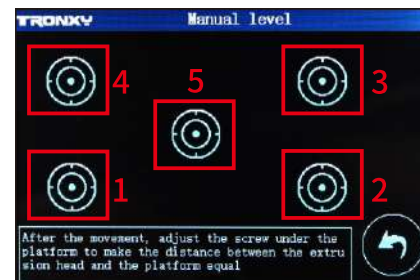 TRONXY Manual level
4 5 3
1 2
After the movement, adjust the screw under the
platform to make the distance between the extru
sion head and the platform equal